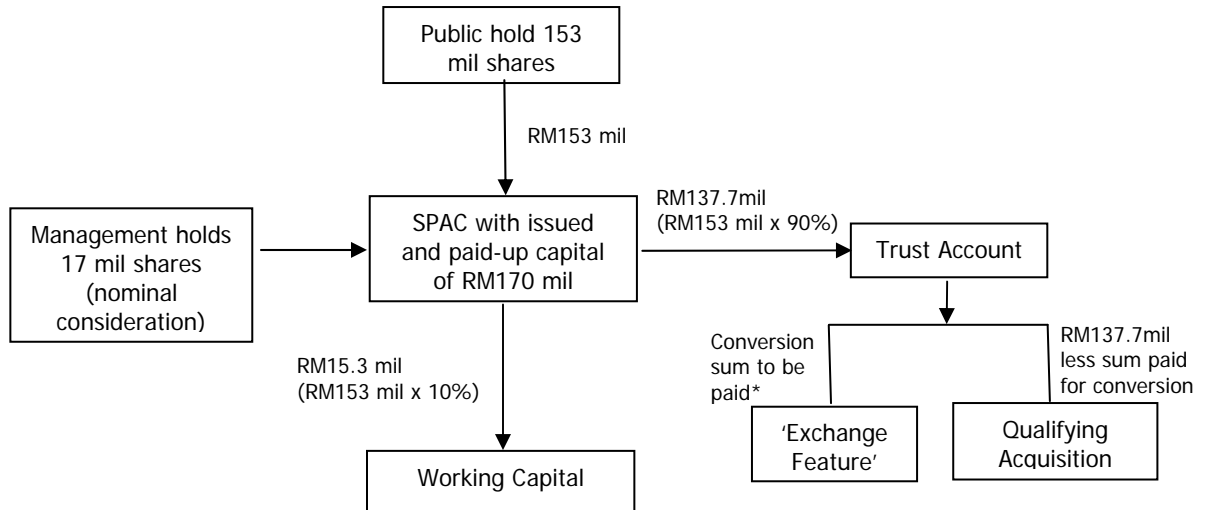 Public hold 153
mil shares
RM153 mil
Management holds
17 mil shares
(nominal
consideration)
SPAC with issued
and paid-up capital
of RM170 mil
RM137.7mil
(RM153 mil x 90%)
Trust Account
RM15.3 mil
(RM153 mil x 10%)
Working Capital
Conversion
sum to be
paid*
RM137.7mil
less sum paid
for conversion
‘Exchange
Feature’
Qualifying
Acquisition